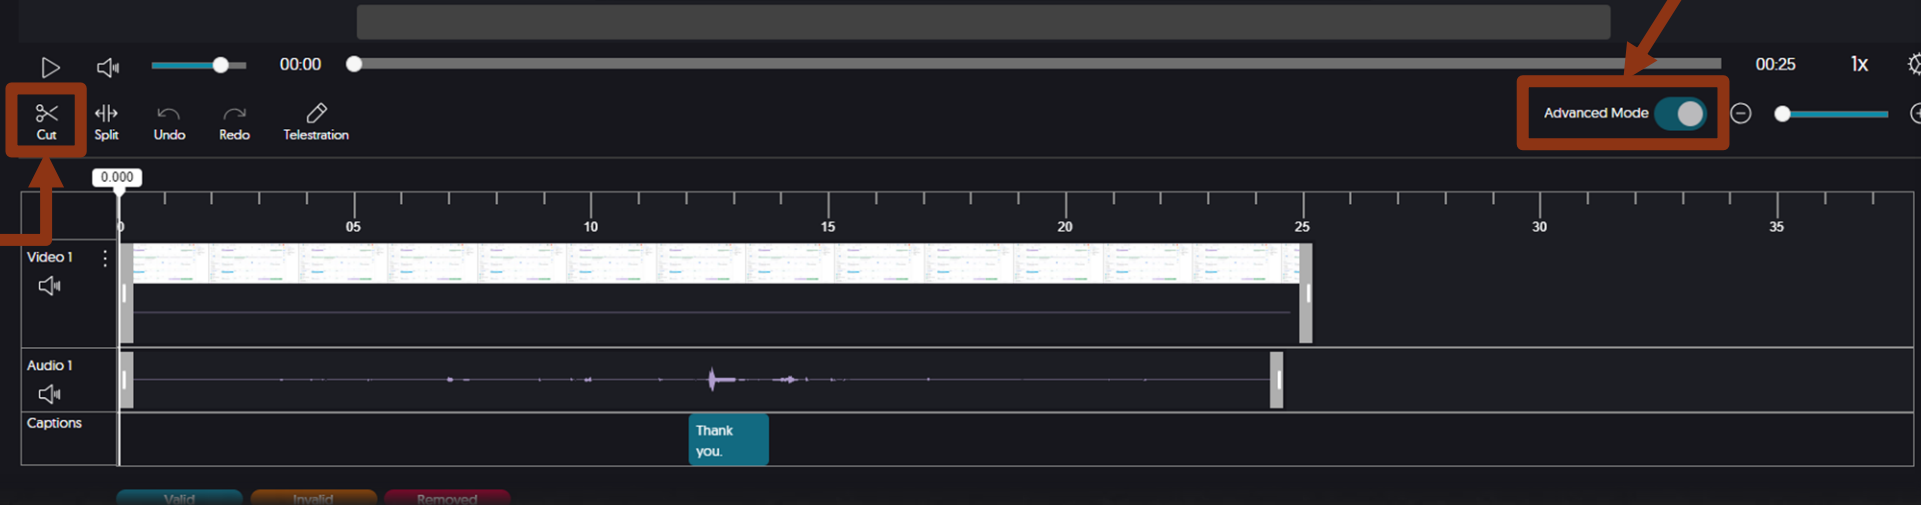 00:00
00:25
1x
Cut
Split
Undo
Redo
Telestration
Advanced Mode
0.000
0
05
10
15
20
25
30
35
Video 1
Audio 1
Captions
Thank
you.
Valid
Invalid
Removed